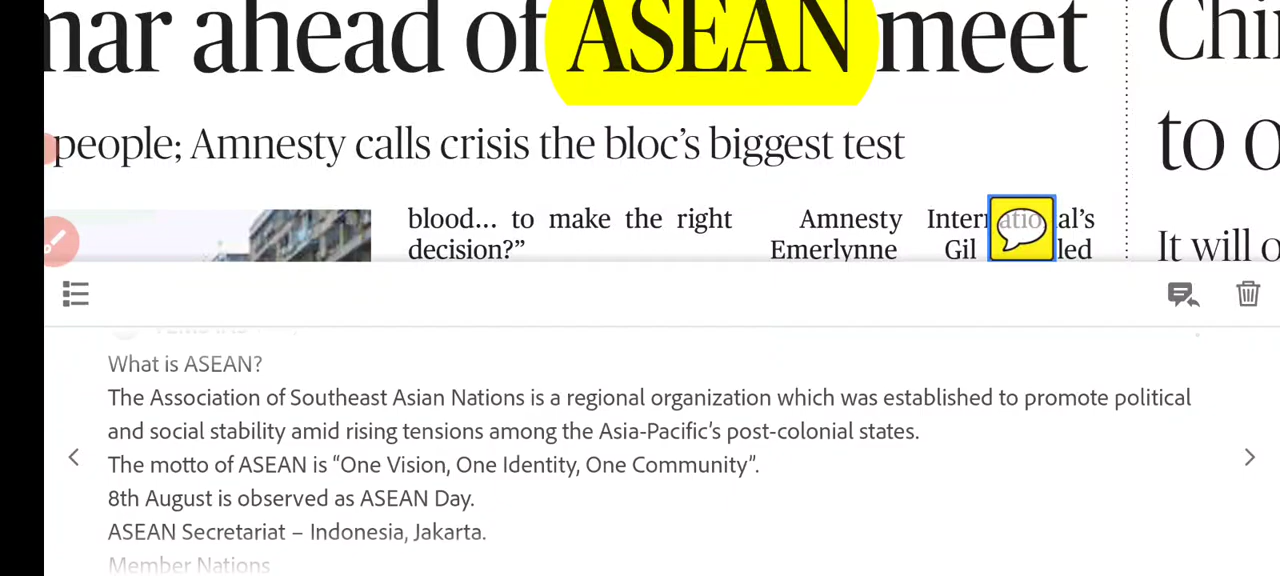 mar ahead of ASEAN meet
people; Amnesty calls crisis the bloc's biggest test
blood... to make the right
decision?”
Amnesty
Emerlynne Gil led
Chi
to o
It will o
What is ASEAN?
The Association of Southeast Asian Nations is a regional organization which was established to promote political
and social stability amid rising tensions among the Asia-Pacific’s post-colonial states.
The motto of ASEAN is “One Vision, One Identity, One Community”.
8th August is observed as ASEAN Day.
ASEAN Secretariat – Indonesia, Jakarta.
Member Nations